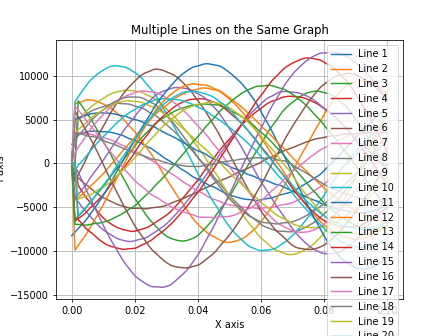 Multiple Lines on the Same Graph
10000
5000
0
−5000
−10000
−15000
0.00
0.02
0.04
0.06
0.08
X axis
Line 1
Line 2
Line 3
Line 4
Line 5
Line 6
Line 7
Line 8
Line 9
Line 10
Line 11
Line 12
Line 13
Line 14
Line 15
Line 16
Line 17
Line 18
Line 19
Line 20